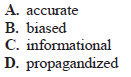 A. accurate
B. biased
C. informational
D. propagandized